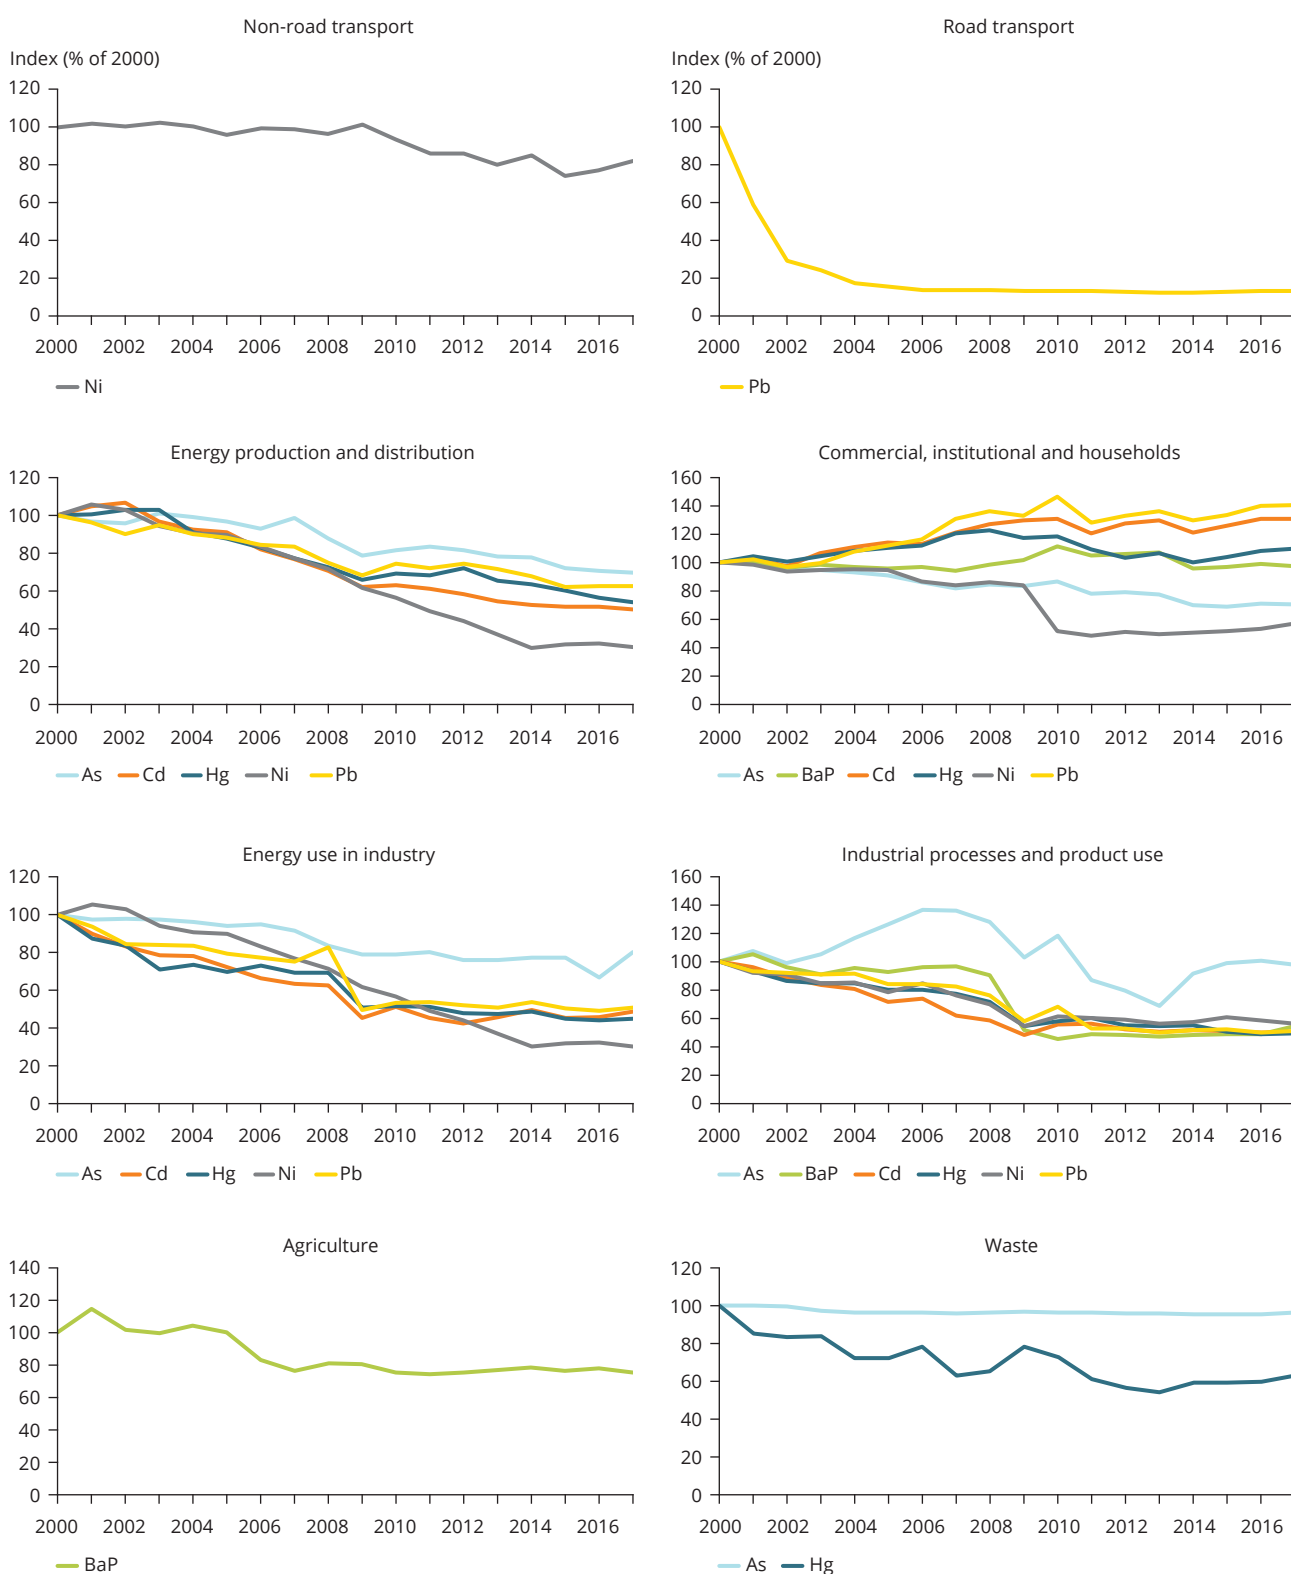 Non-road transport
Index (% of 2000)
120
100
80
60
40
20
0
2000 2002 2004 2006 2008 2010 2012 2014 2016
Ni
Road transport
Index (% of 2000)
120
100
80
60
40
20
0
2000 2002 2004 2006 2008 2010 2012 2014 2016
Pb
Energy production and distribution
120
100
80
60
40
20
0
2000 2002 2004 2006 2008 2010 2012 2014 2016
As Cd Hg Ni Pb
Commercial, institutional and households
160
140
120
100
80
60
40
20
0
2000 2002 2004 2006 2008 2010 2012 2014 2016
As BaP Cd Hg Ni Pb
Energy use in industry
120
100
80
60
40
20
0
2000 2002 2004 2006 2008 2010 2012 2014 2016
As Cd Hg Ni Pb
Industrial processes and product use
160
140
120
100
80
60
40
20
0
2000 2002 2004 2006 2008 2010 2012 2014 2016
As BaP Cd Hg Ni Pb
Agriculture
140
120
100
80
60
40
20
0
2000 2002 2004 2006 2008 2010 2012 2014 2016
BaP
Waste
120
100
80
60
40
20
0
2000 2002 2004 2006 2008 2010 2012 2014 2016
As Hg